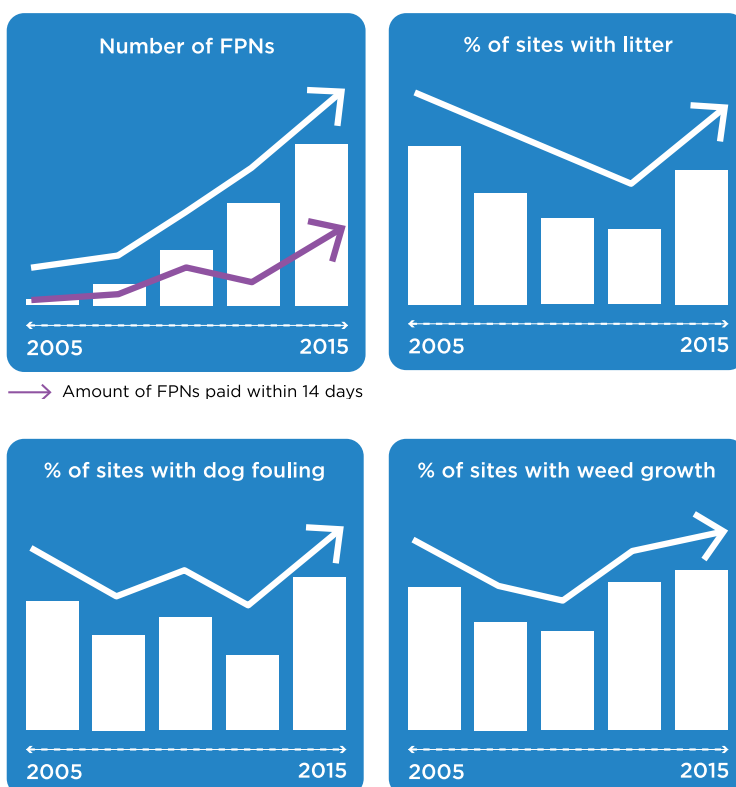 Number of FPNs
2005 2015
Amount of FPNs paid within 14 days
% of sites with litter
2005 2015
% of sites with dog fouling
2005 2015
% of sites with weed growth
2005 2015